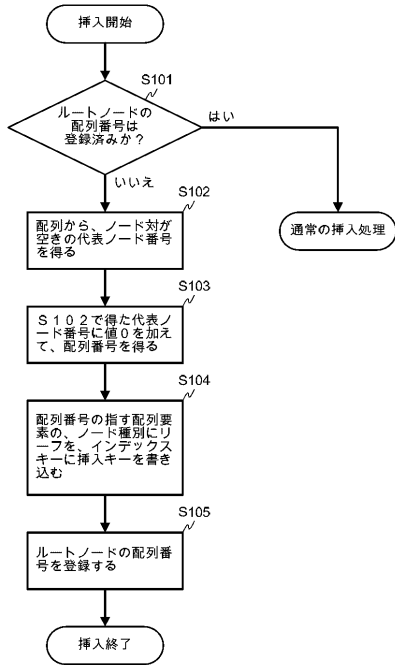 挿入開始
S101
ルートノードの
配列番号は
登録済みか？
はい
いいえ
S102
配列から、ノード対が
空きの代表ノード番号
を得る
通常の挿入処理
S103
Ｓ１０２で得た代表ノ
ード番号に値０を加え
て、配列番号を得る
S104
配列番号の指す配列要
素の、ノード種別にリ
ーフを、インデックス
キーに挿入キーを書き
込む
S105
ルートノードの配列番
号を登録する
挿入終了